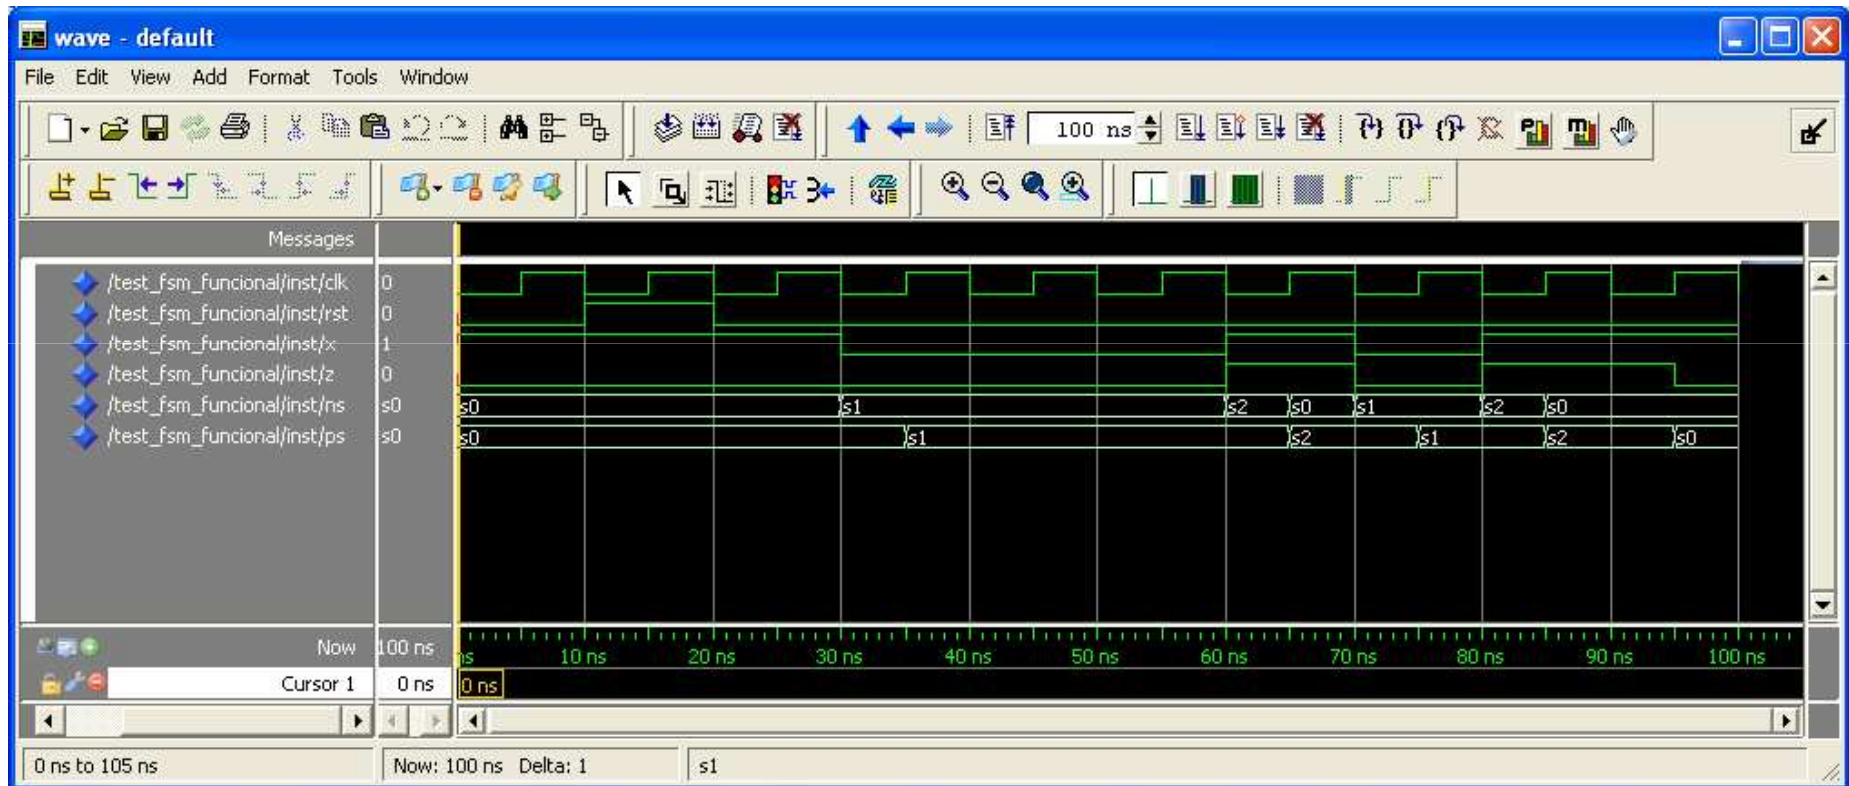 wave - default
File Edit View Add Format Tools Window
100 ns
Messages
/test_fsm_funcional/inst/clk 0
/test_fsm_funcional/inst/rst 0
/test_fsm_funcional/inst/x 1
/test_fsm_funcional/inst/z 0
/test_fsm_funcional/inst/ns s0 s0 s1 s2 s0 s1 s2 s0
/test_fsm_funcional/inst/ps s0 s0 s1 s2 s1 s2 s0
Now 100 ns ns 10 ns 20 ns 30 ns 40 ns 50 ns 60 ns 70 ns 80 ns 90 ns 100 ns
Cursor 1 0 ns 0 ns
0 ns to 105 ns Now: 100 ns Delta: 1 s1